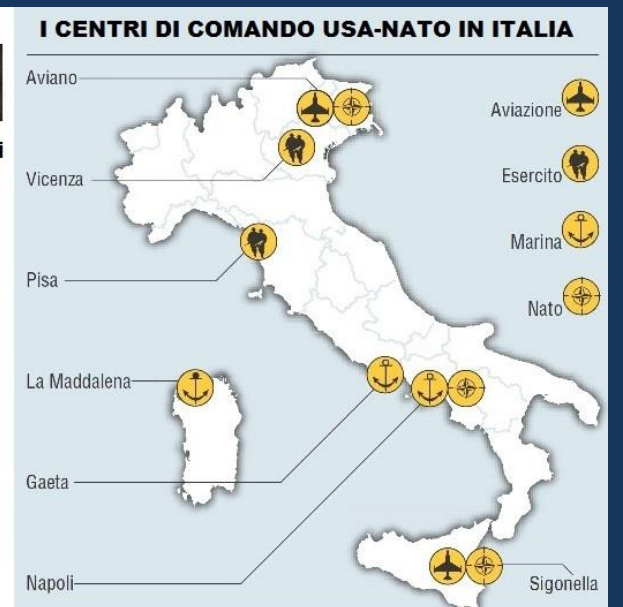 I CENTRI DI COMANDO USA-NATO IN ITALIA
Aviano
Aviazione
Vicenza
Esercito
Marina
Pisa
Nato
La Maddalena
Gaeta
Napoli
Sigonella
i